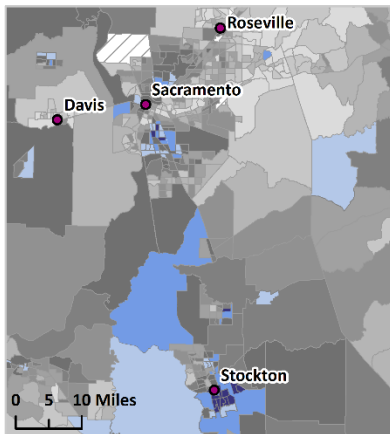 Roseville
Sacramento
Davis
Stockton
0 5 10 Miles